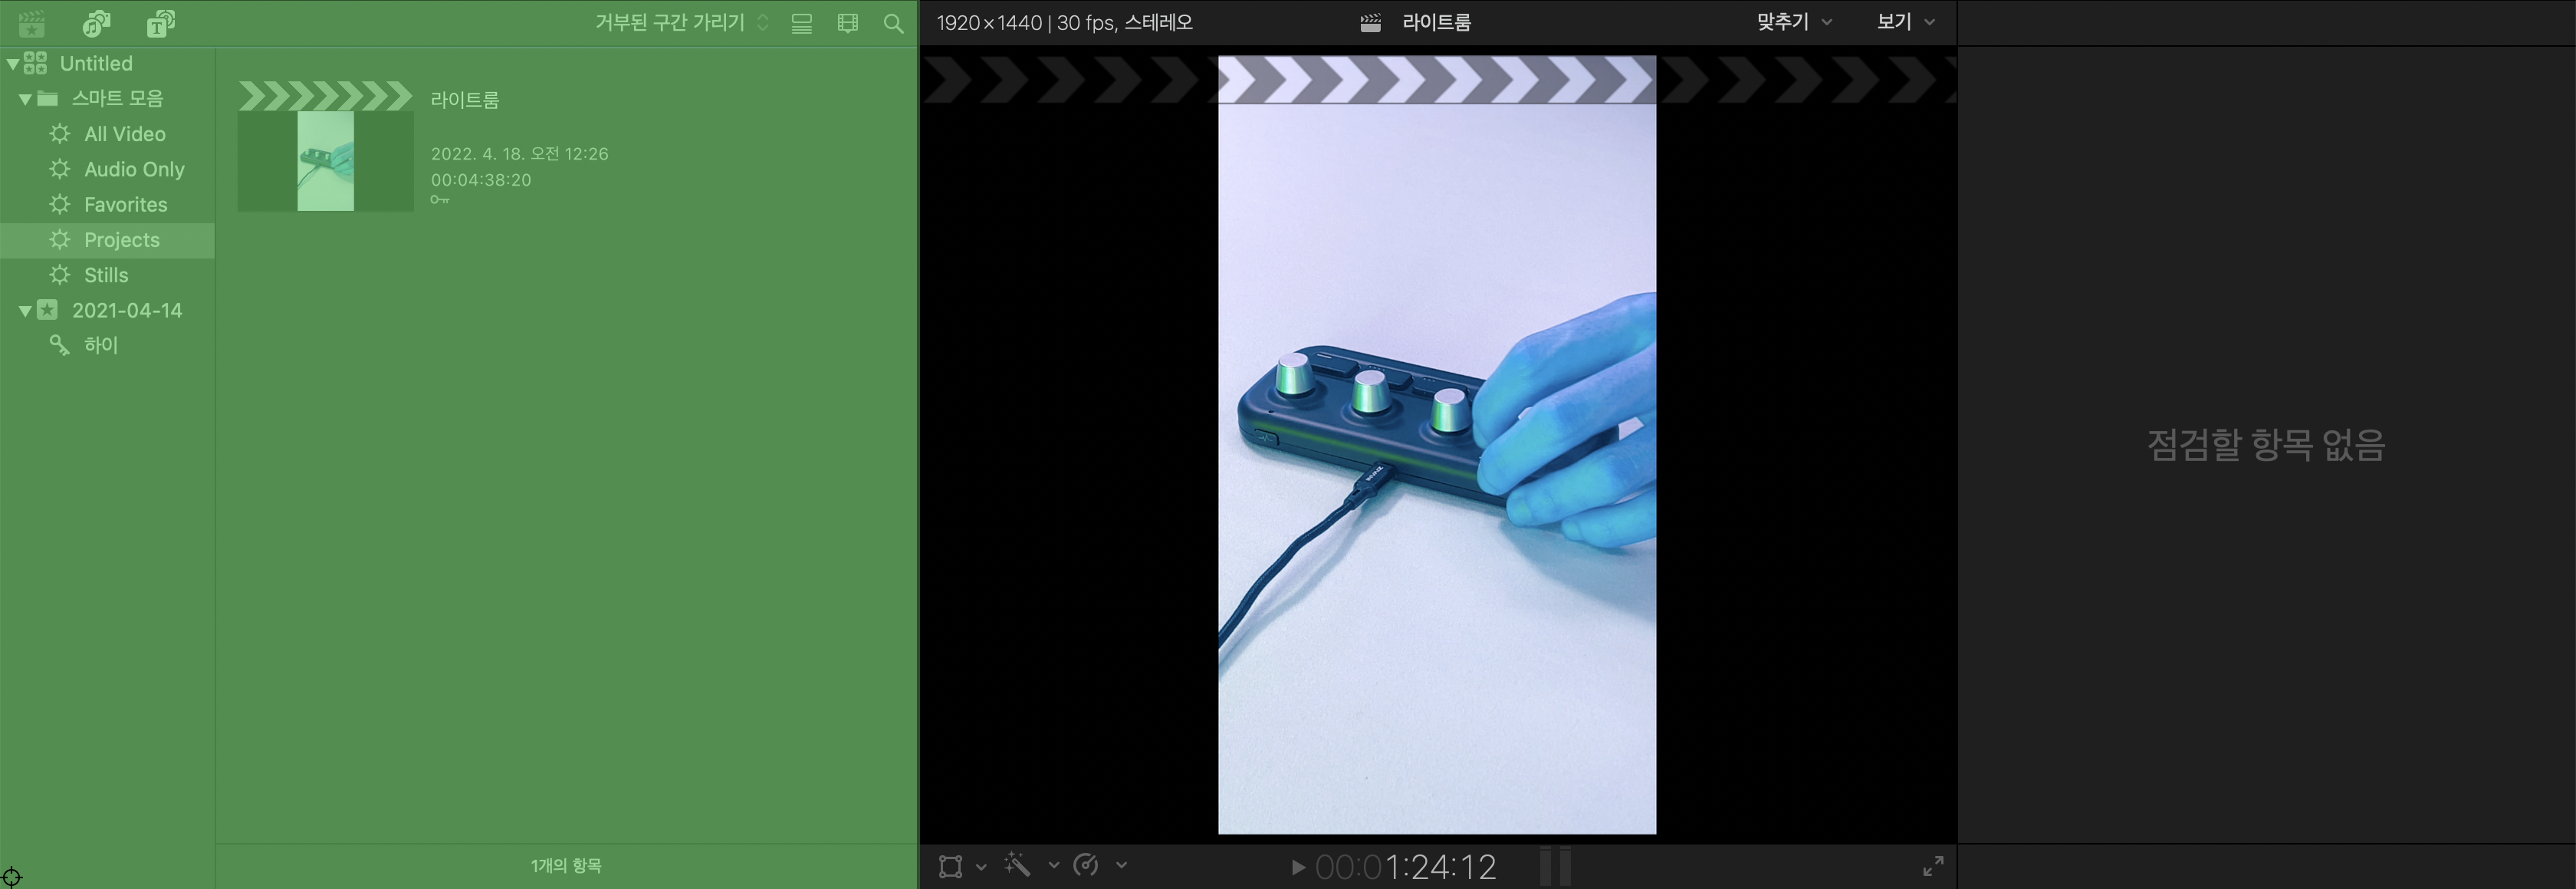 거부된 구간 가리기
Untitled
스마트 모음
All Video
Audio Only
Favorites
Projects
Stills
2021-04-14
하이
라이트룸
2022. 4. 18. 오전 12:26
00:04:38:20
1개의 항목
1920×1440 | 30 fps, 스테레오
라이트룸
맞추기
보기
00:01:24:12
점검할 항목 없음